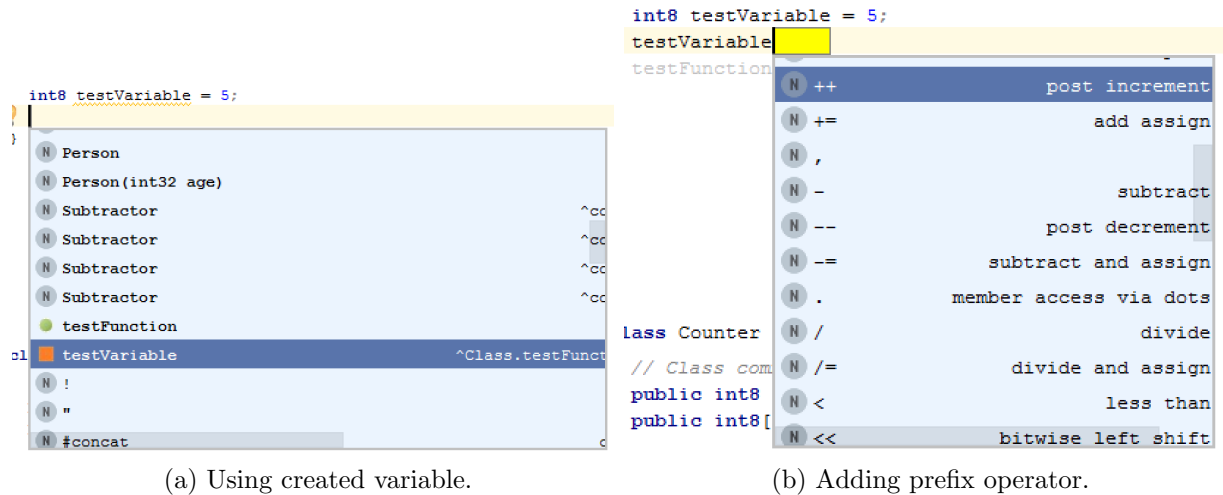 int8 testVariable = 5;
}
N Person
N Person(int32 age)
N Subtractor ^co
N Subtractor ^co
N Subtractor ^co
N Subtractor ^co
testFunction
cl testVariable ^Class.testFunct
N !
N "
N #concat c
(a) Using created variable.
int8 testVariable = 5;
testVariable
testFunction
N ++ post increment
N += add assign
N ,
N - subtract
N -- post decrement
N -= subtract and assign
N . member access via dots
lass Counter N / divide
// Class com N /= divide and assign
public int8 N < less than
public int8[ N << bitwise left shift
(b) Adding prefix operator.